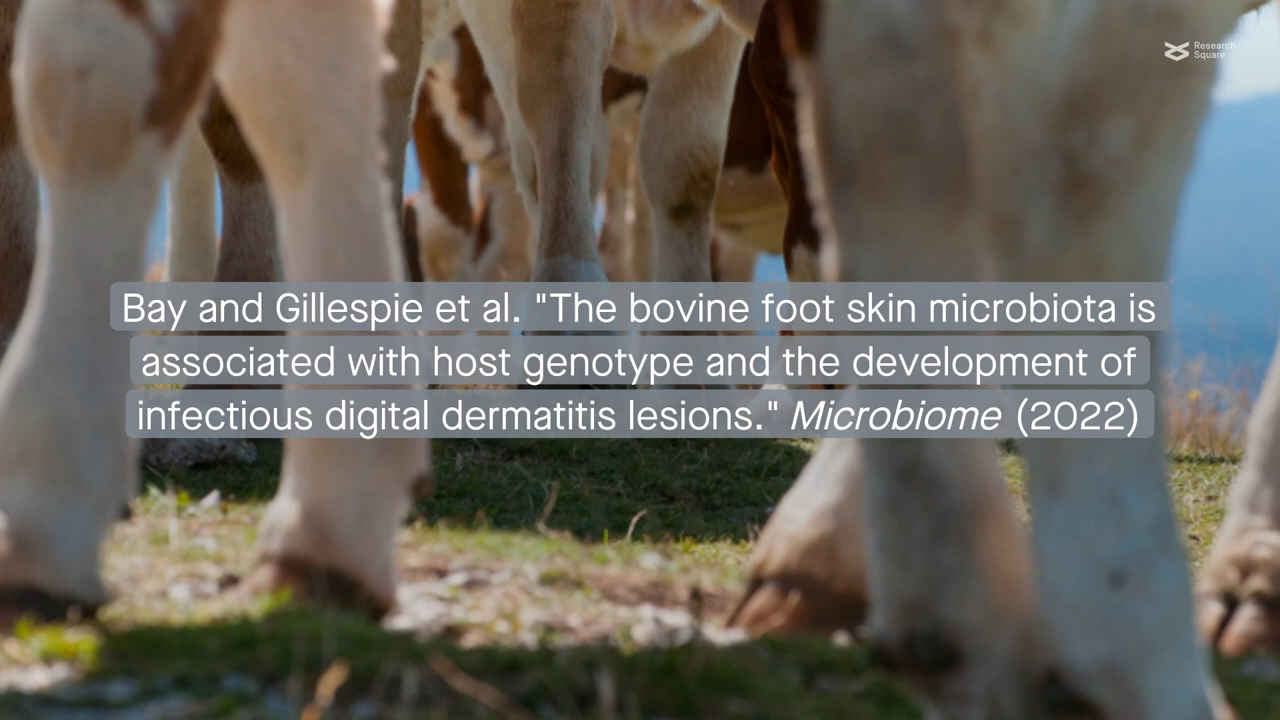 Research
Square
Bay and Gillespie et al. "The bovine foot skin microbiota is
associated with host genotype and the development of
infectious digital dermatitis lesions." Microbiome (2022)